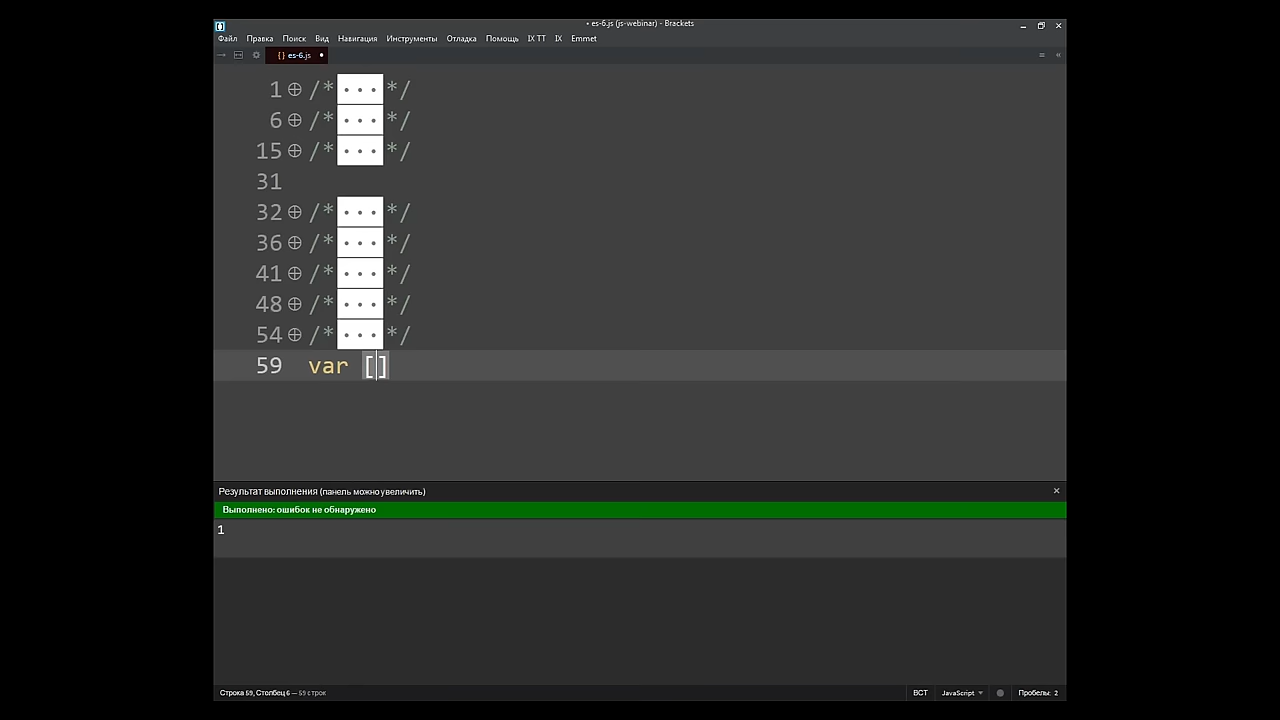 • es-6.js (js-webinar) - Brackets
Файл Правка Поиск Вид Навигация Инструменты Отладка Помощь IX TT IX Emmet
{ } es-6.js •
1 /*...*/
6 /*...*/
15 /*...*/
31
32 /*...*/
36 /*...*/
41 /*...*/
48 /*...*/
54 /*...*/
59 var []
Результат выполнения (панель можно увеличить)
Выполнено: ошибок не обнаружено
1
Строка 59, Столбец 6 — 59 строк ВСТ JavaScript Пробелы: 2